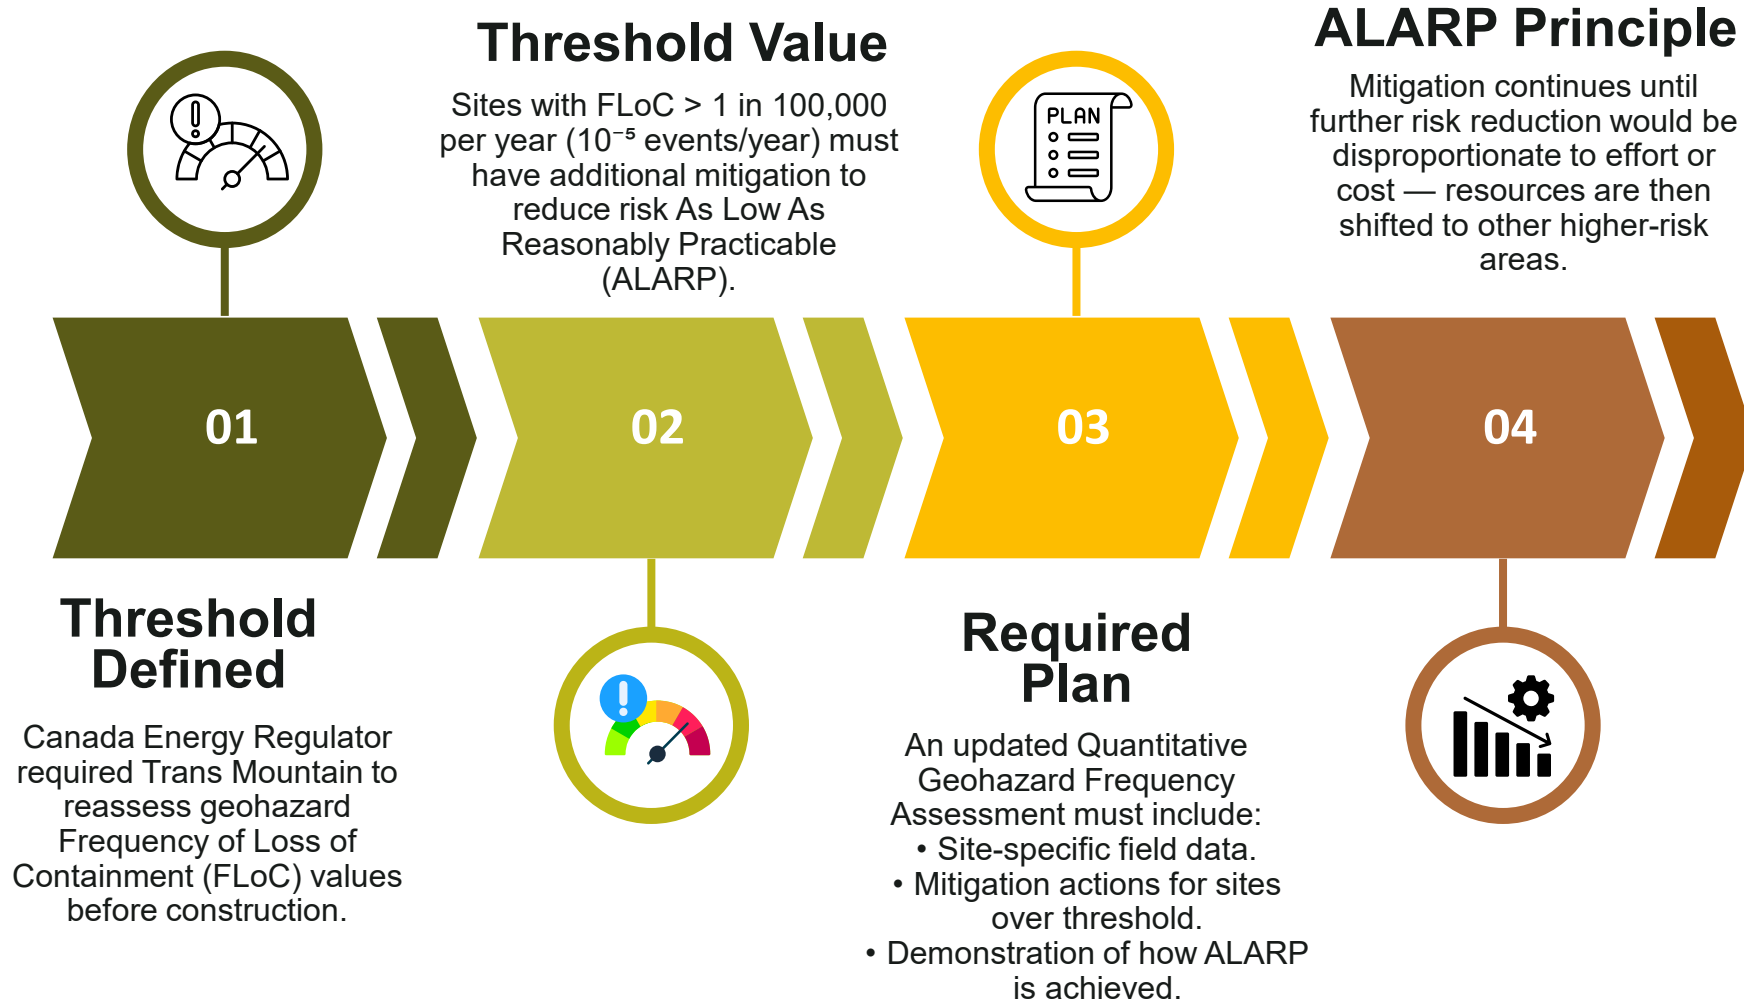 01
Threshold
Defined
Canada Energy Regulator
required Trans Mountain to
reassess geohazard
Frequency of Loss of
Containment (FLoC) values
before construction.
Threshold Value
Sites with FLoC > 1 in 100,000
per year (10⁻⁵ events/year) must
have additional mitigation to
reduce risk As Low As
Reasonably Practicable
(ALARP).
02
PLAN
03
Required
Plan
An updated Quantitative
Geohazard Frequency
Assessment must include:
• Site-specific field data.
• Mitigation actions for sites
over threshold.
• Demonstration of how ALARP
is achieved.
ALARP Principle
Mitigation continues until
further risk reduction would be
disproportionate to effort or
cost — resources are then
shifted to other higher-risk
areas.
04